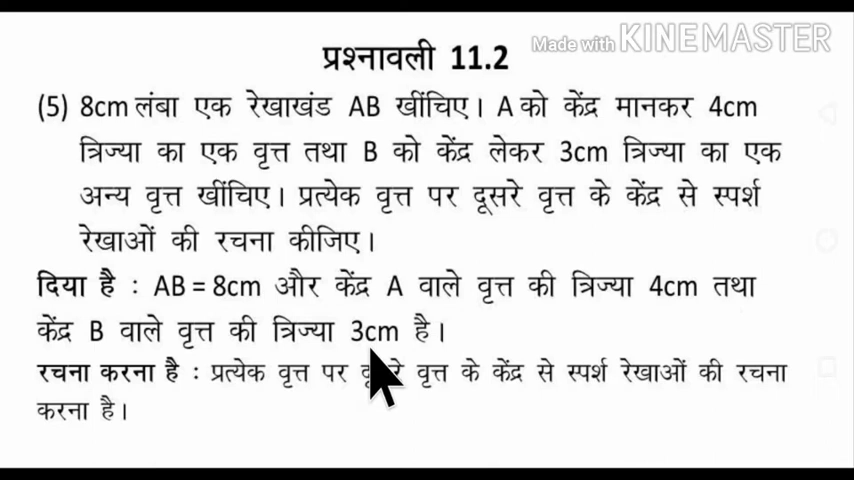 Made with KINEMASTER
प्रश्नावली 11.2
(5) 8cm लंबा एक रेखाखंड AB खींचिए। A को केंद्र मानकर 4cm
त्रिज्या का एक वृत्त तथा B को केंद्र लेकर 3cm त्रिज्या का एक
अन्य वृत्त खींचिए। प्रत्येक वृत्त पर दूसरे वृत्त के केंद्र से स्पर्श
रेखाओं की रचना कीजिए।
दिया है : AB = 8cm और केंद्र A वाले वृत्त की त्रिज्या 4cm तथा
केंद्र B वाले वृत्त की त्रिज्या 3cm है।
रचना करना है : प्रत्येक वृत्त पर दूसरे वृत्त के केंद्र से स्पर्श रेखाओं की रचना
करना है।